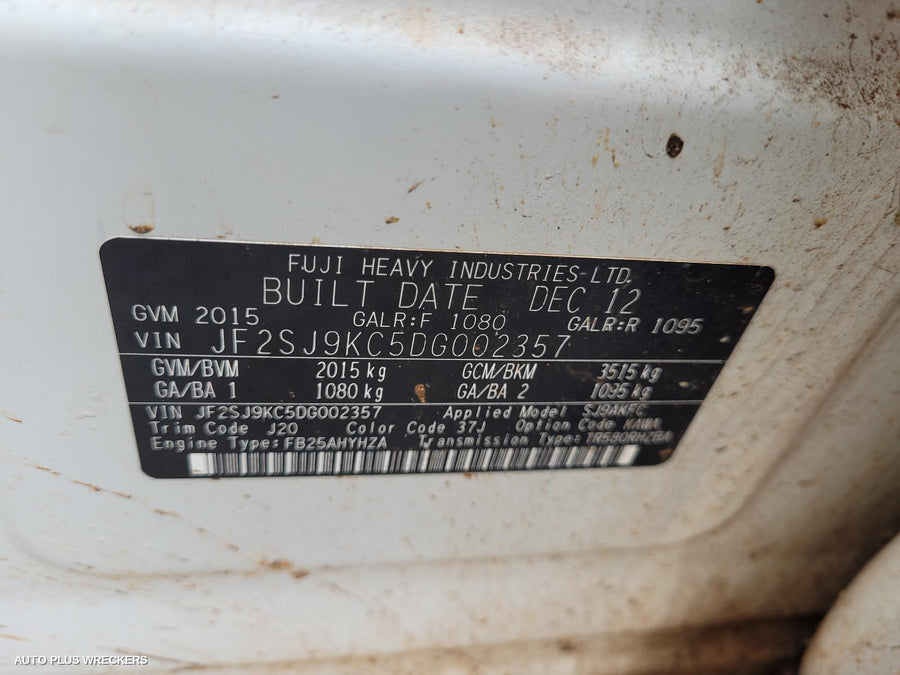 FUJI HEAVY INDUSTRIES LTD.
BUILT DATE DEC 12
GVM 2015 GALR:F 1080 GALR:R 1095
VIN JF2SJ9KC5DG002357
GVM/BVM 2015 kg GCM/BKM 3515 kg
GA/BA 1 1080 kg GA/BA 2 1095 kg
VIN JF2SJ9KC5DG002357 Applied Model SJ9AKFC
Trim Code J20 Color Code 37J Option Code KAWA
Engine Type: FB25AHYHZA Transmission Type:
AUTO PLUS WRECKERS